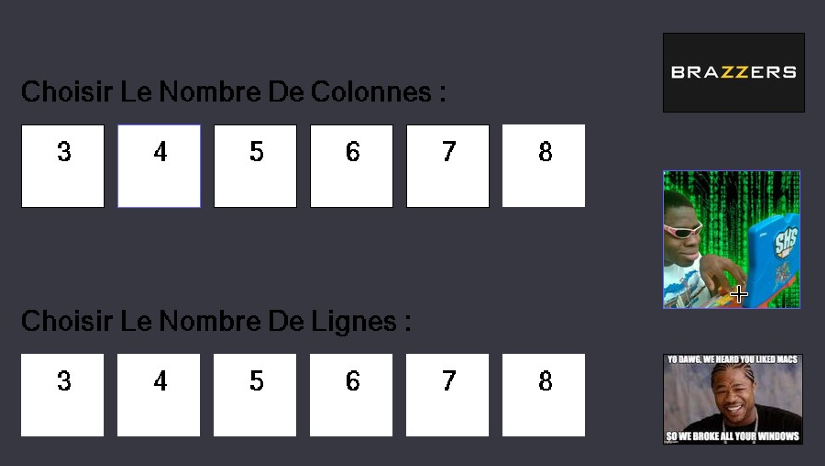 BRAZZERS
Choisir Le Nombre De Colonnes :
3 4 5 6 7 8
SHS
Choisir Le Nombre De Lignes :
3 4 5 6 7 8
YO DAWG, WE HEARD YOU LIKED MACS
SO WE BROKE ALL YOUR WINDOWS